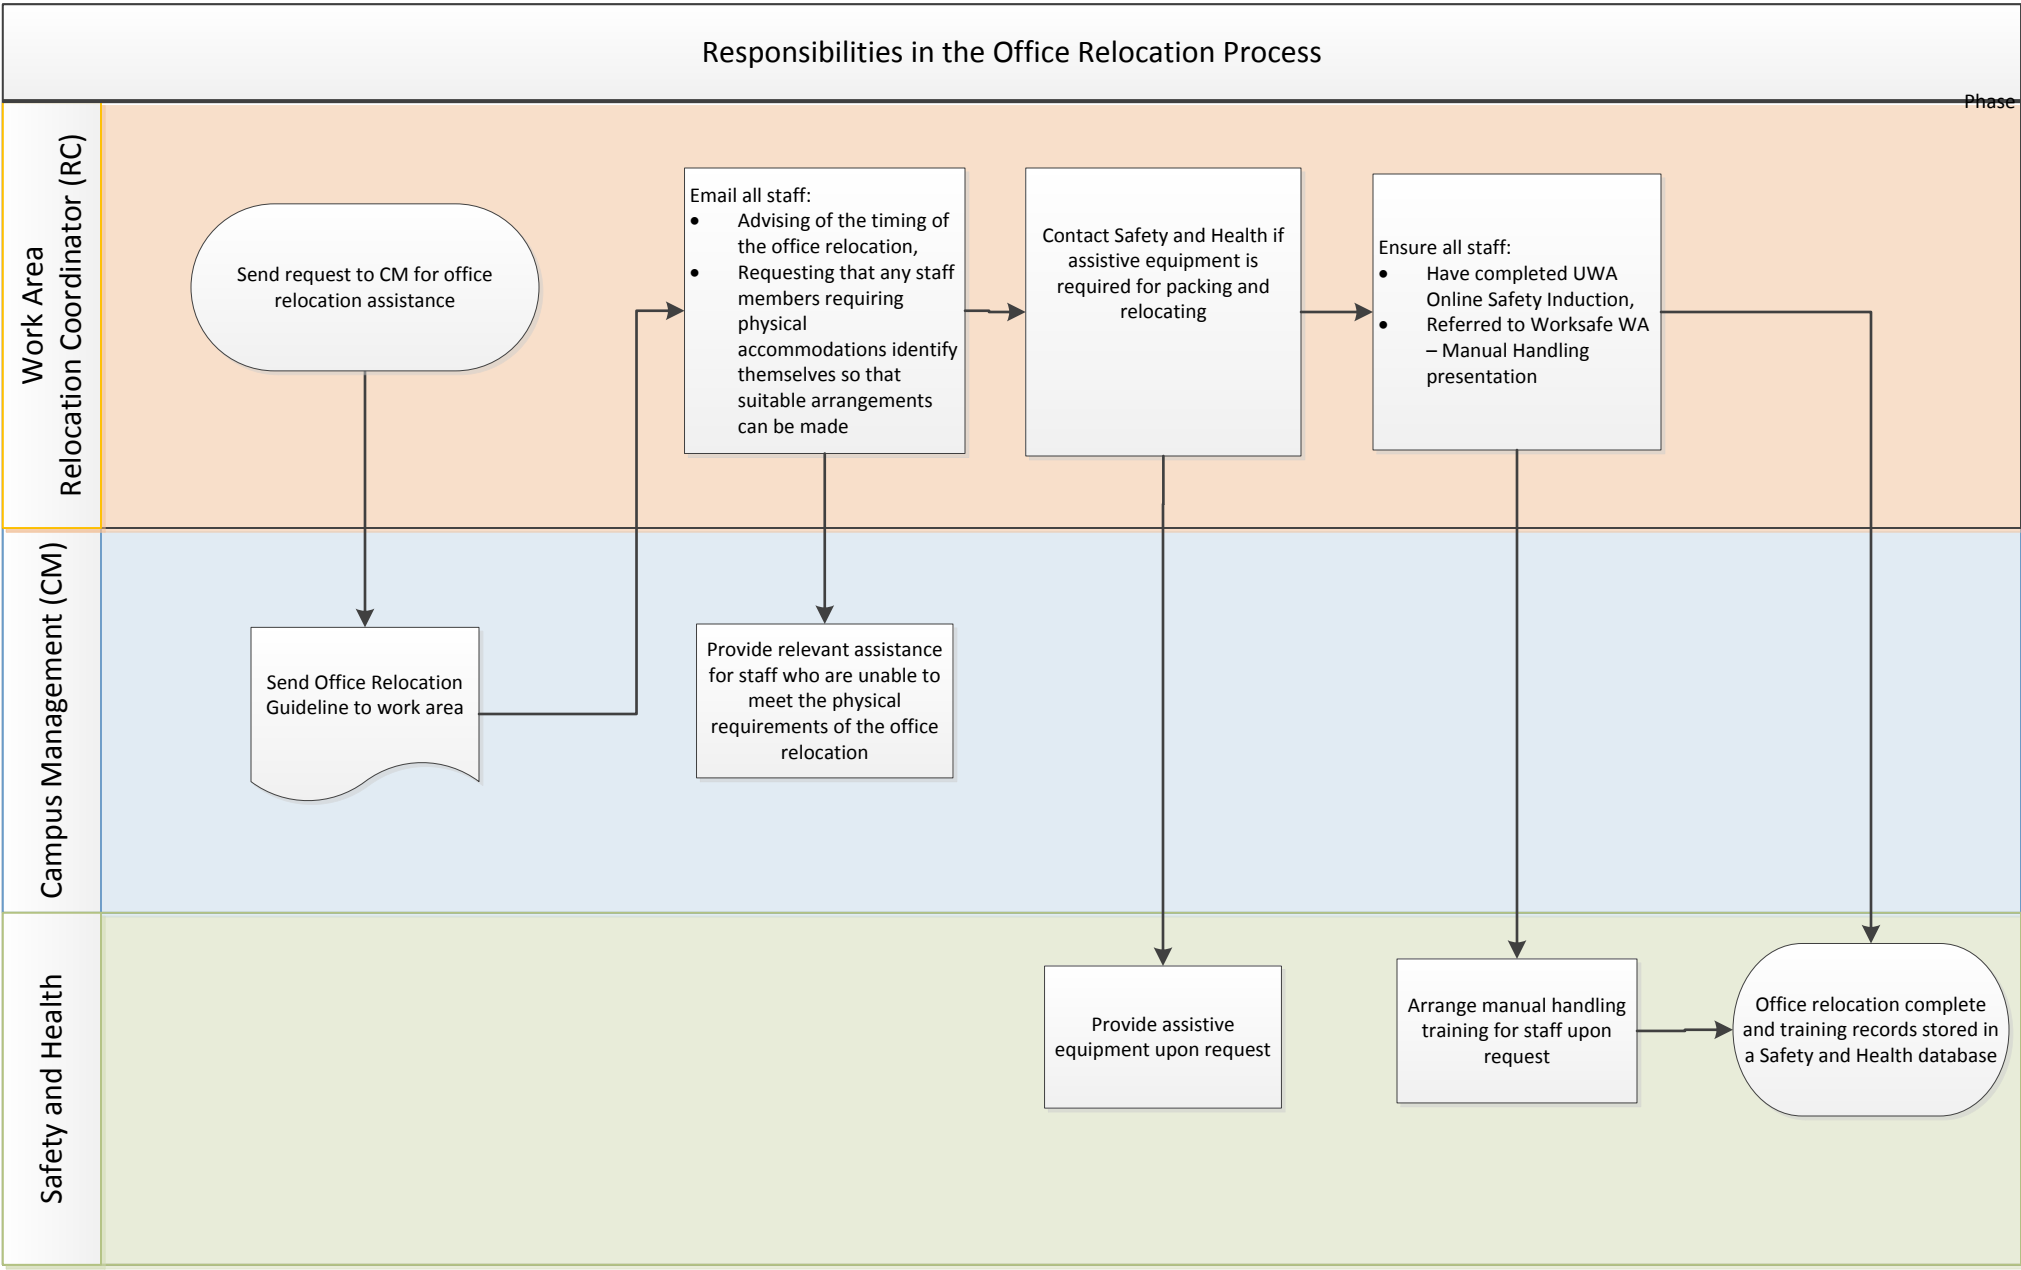 Responsibilities in the Office Relocation Process
Phase
Work Area
Relocation Coordinator (RC)
Send request to CM for office
relocation assistance
Email all staff:
• Advising of the timing of
the office relocation,
• Requesting that any staff
members requiring
physical
accommodations identify
themselves so that
suitable arrangements
can be made
Contact Safety and Health if
assistive equipment is
required for packing and
relocating
Ensure all staff:
• Have completed UWA
Online Safety Induction,
• Referred to Worksafe WA
– Manual Handling
presentation
Campus Management (CM)
Send Office Relocation
Guideline to work area
Provide relevant assistance
for staff who are unable to
meet the physical
requirements of the office
relocation
Safety and Health
Provide assistive
equipment upon request
Arrange manual handling
training for staff upon
request
Office relocation complete
and training records stored in
a Safety and Health database